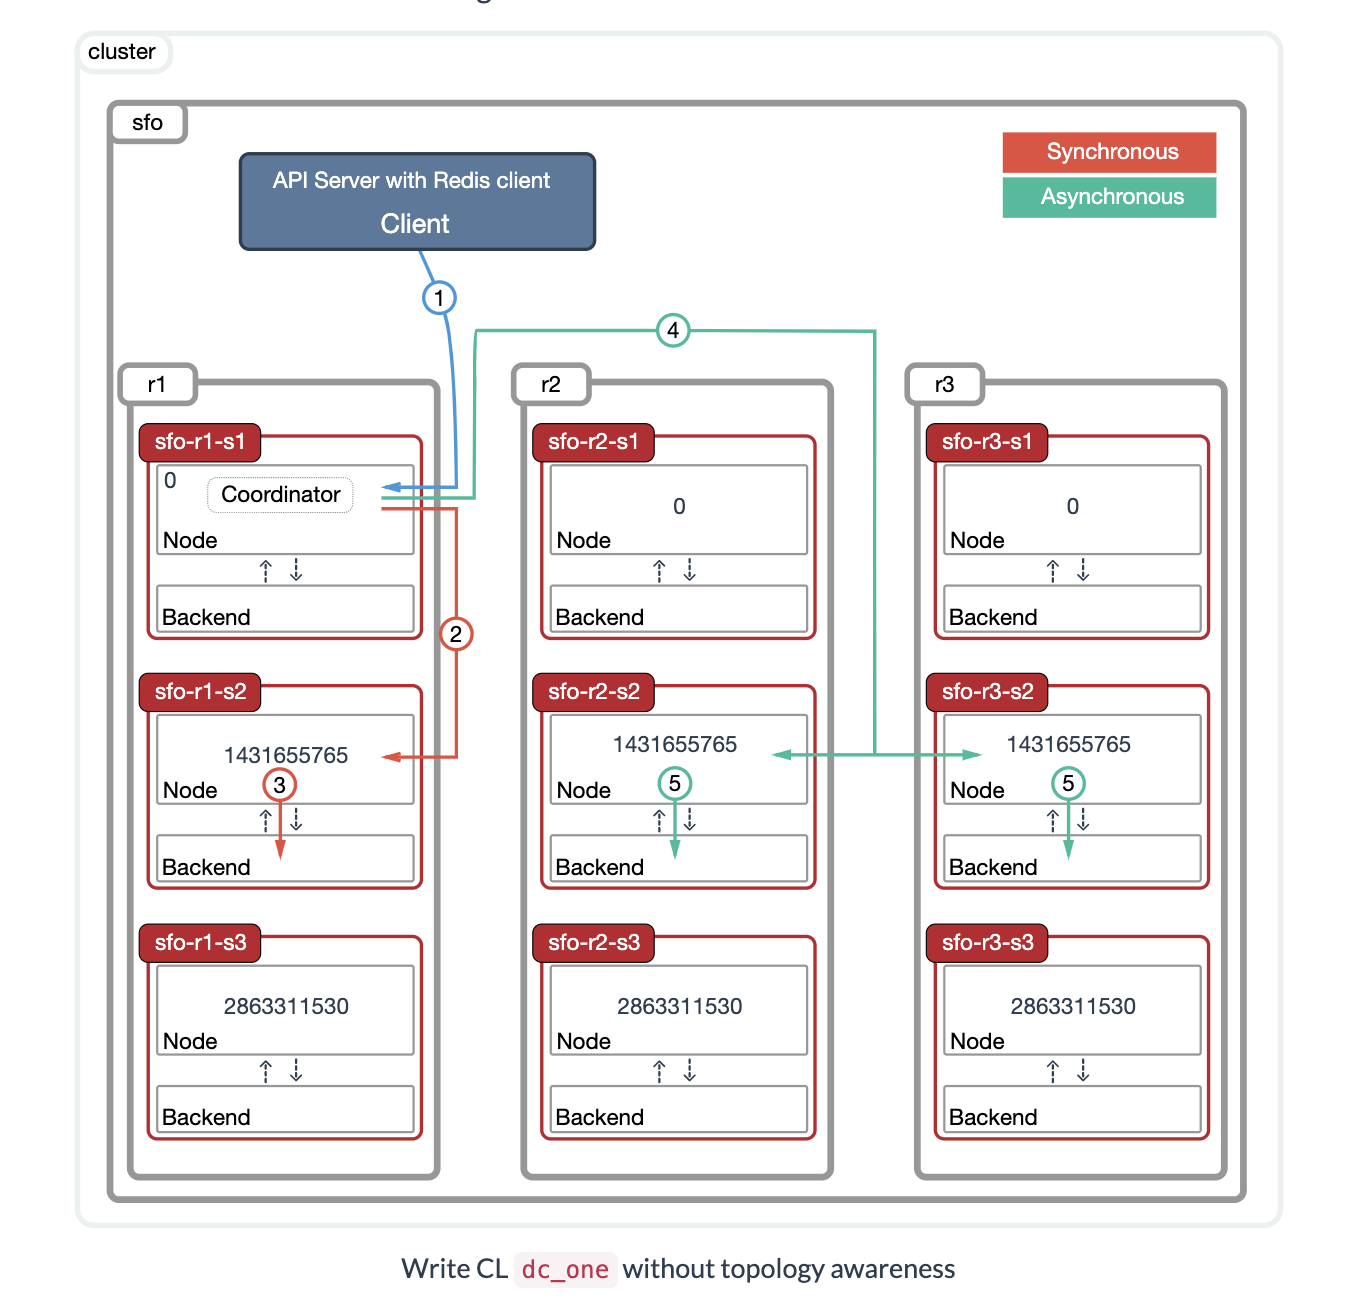 cluster
sfo
API Server with Redis client
Client
Synchronous
Asynchronous
1
4
r1
r2
r3
sfo-r1-s1
0
Coordinator
Node
Backend
2
sfo-r2-s1
0
Node
Backend
sfo-r3-s1
0
Node
Backend
sfo-r1-s2
1431655765
3
Node
Backend
sfo-r2-s2
1431655765
5
Node
Backend
sfo-r3-s2
1431655765
5
Node
Backend
sfo-r1-s3
2863311530
Node
Backend
sfo-r2-s3
2863311530
Node
Backend
sfo-r3-s3
2863311530
Node
Backend
Write CL dc_one without topology awareness